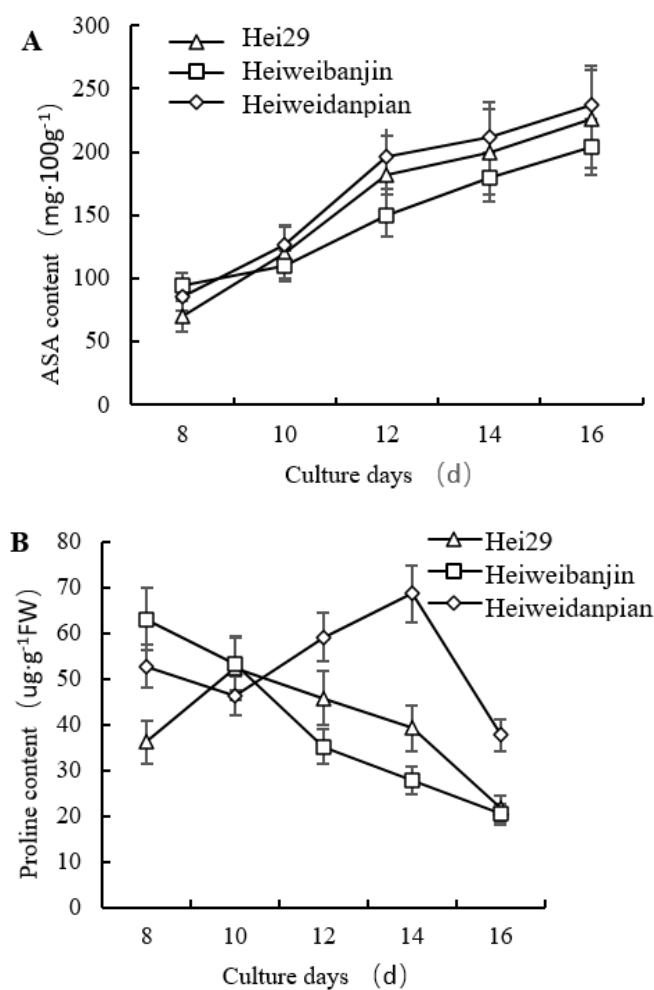 A
Hei29
Heiweibanjin
Heiweidanpian
300
250
200
150
100
50
0
ASA content（mg·100g⁻¹）
8 10 12 14 16
Culture days （d）
B
Hei29
Heiweibanjin
Heiweidanpian
80
70
60
50
40
30
20
10
0
Proline content（ug·g⁻¹FW）
8 10 12 14 16
Culture days （d）